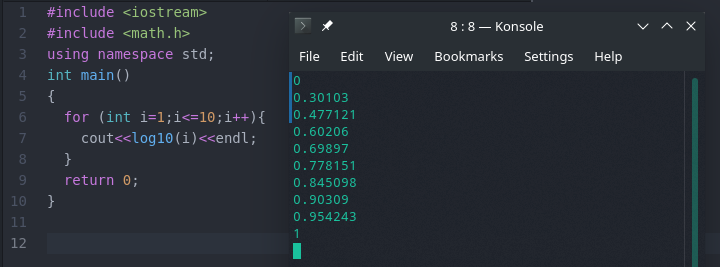 1 #include <iostream>
2 #include <math.h>
3 using namespace std;
4 int main()
5 {
6   for (int i=1;i<=10;i++){
7     cout<<log10(i)<<endl;
8   }
9   return 0;
10 }
11
12
8 : 8 — Konsole
File Edit View Bookmarks Settings Help
0
0.30103
0.477121
0.60206
0.69897
0.778151
0.845098
0.90309
0.954243
1